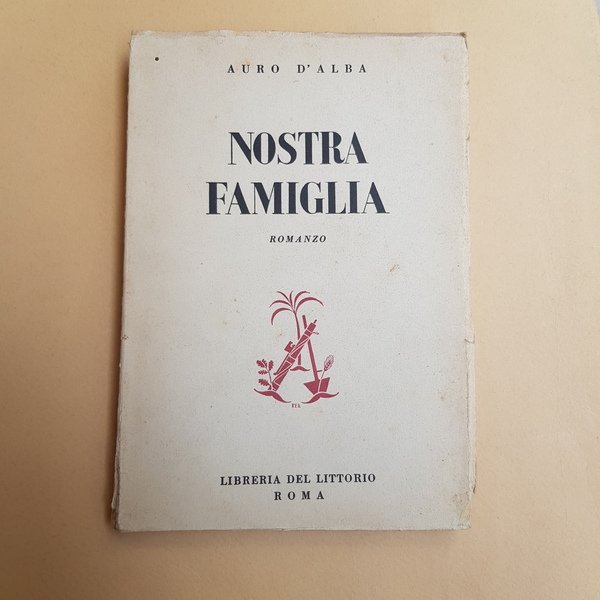 AURO D'ALBA
NOSTRA
FAMIGLIA
ROMANZO
LIBRERIA DEL LITTORIO
ROMA